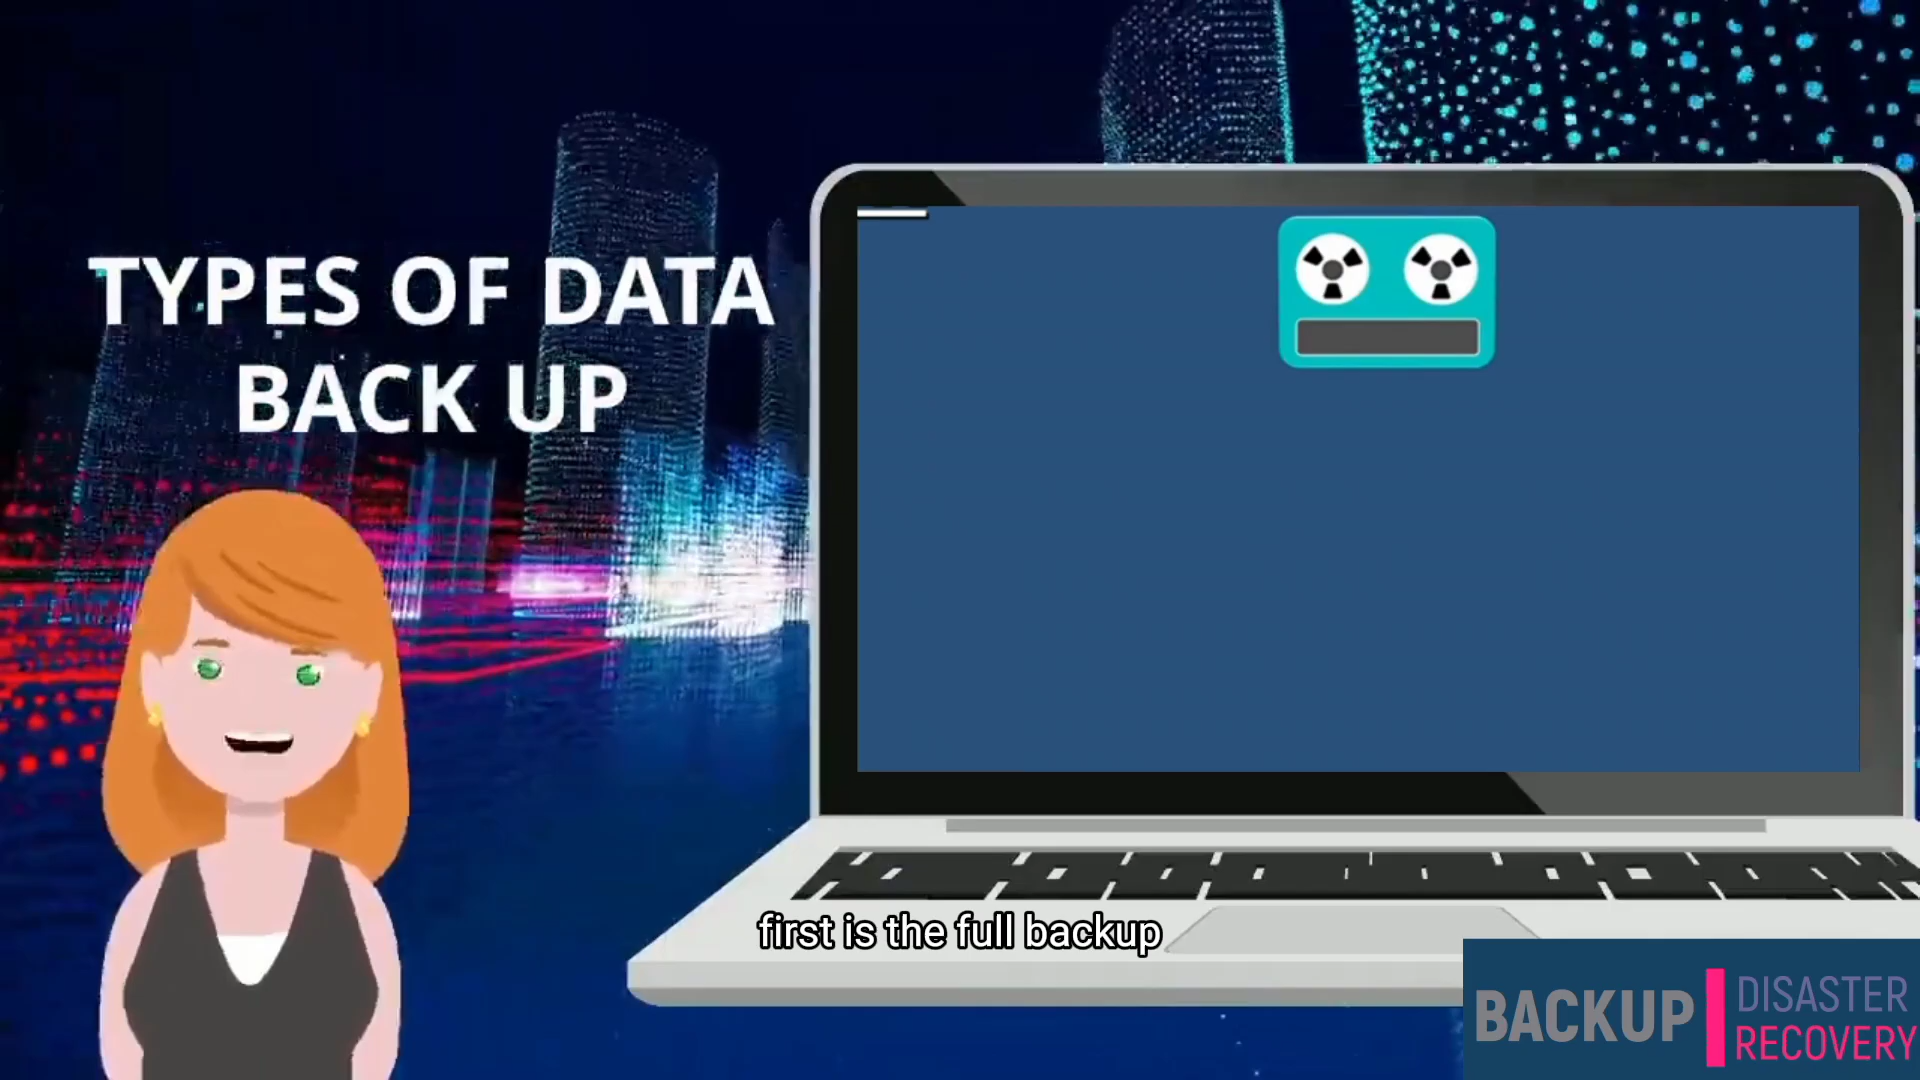 TYPES OF DATA
BACK UP
first is the full backup
BACKUP
DISASTER
RECOVERY